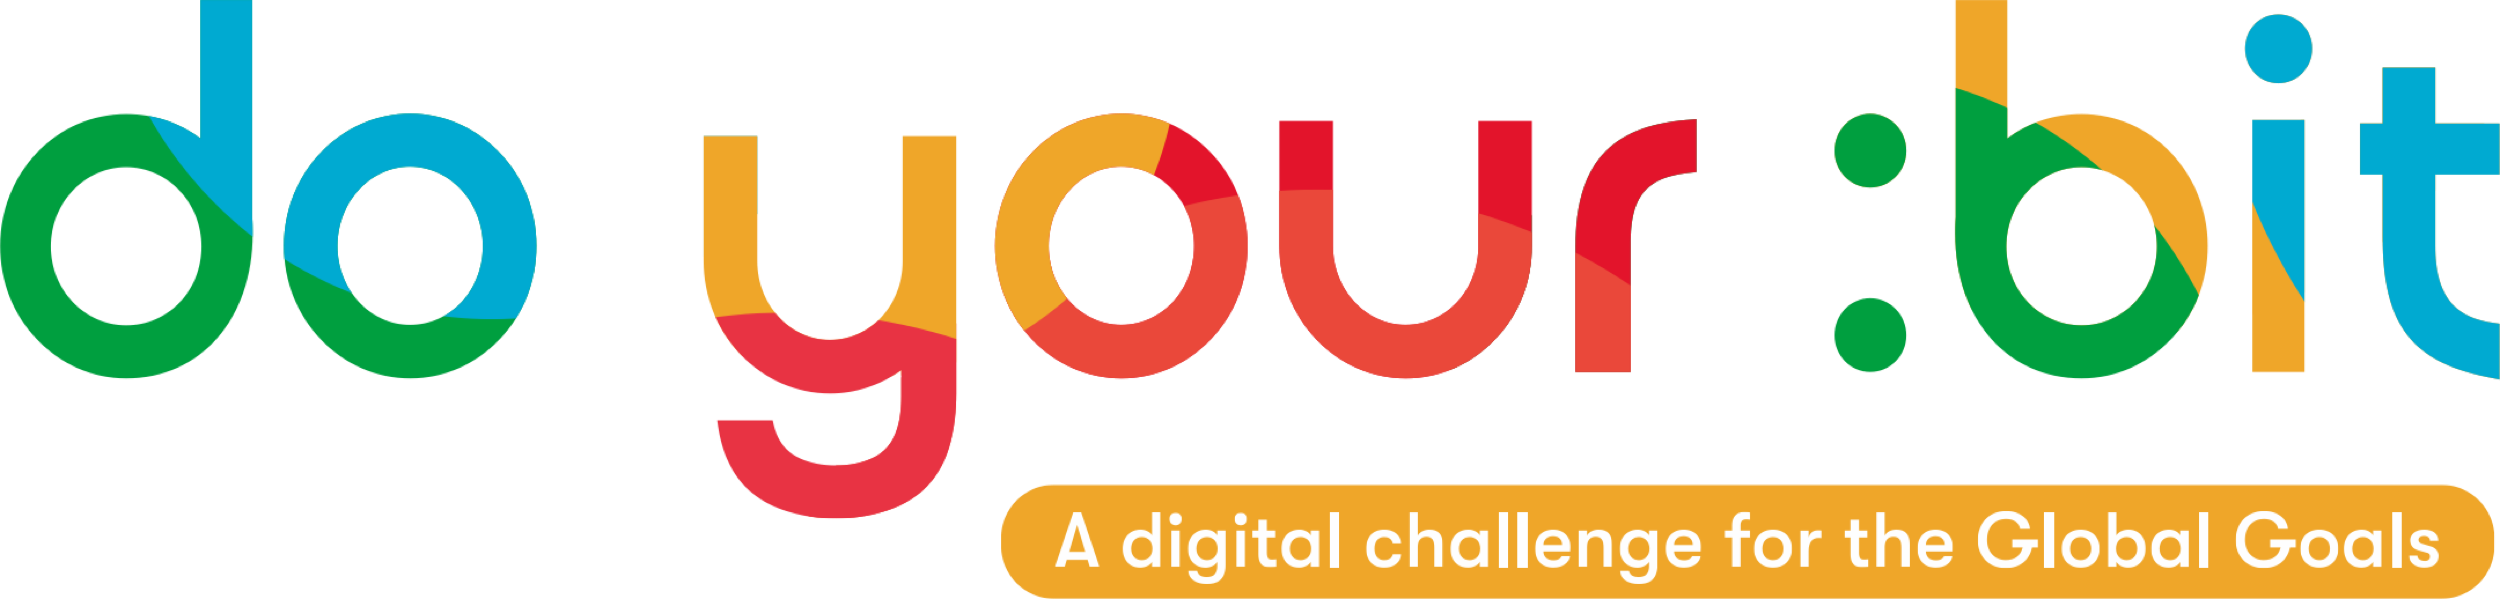 do your :bit
A digital challenge for the Global Goals